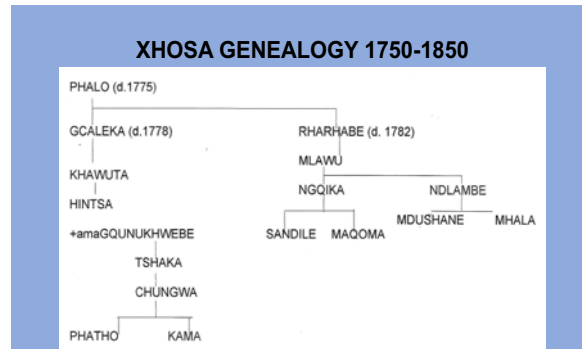 XHOSA GENEALOGY 1750-1850
PHALO (d.1775)
GCALEKA (d.1778) RHARHABE (d. 1782)
MLAWU
KHAWUTA
NGQIKA NDLAMBE
HINTSA
MDUSHANE MHALA
+amaGQUNUKHWEBE SANDILE MAQOMA
TSHAKA
CHUNGWA
PHATHO KAMA